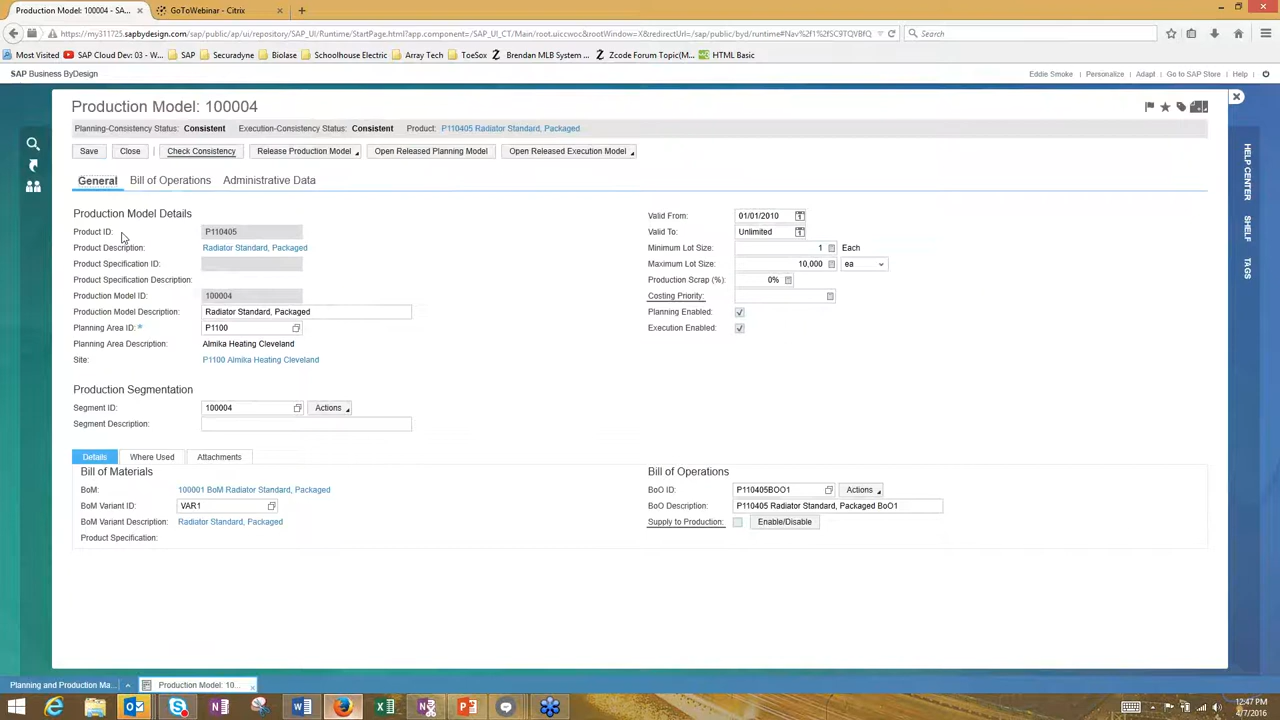 Production Model: 100004 - SA...
GoToWebinar - Citrix
Search
Most Visited
SAP Cloud Dev: 03 - W...
SAP
Securadyne
Biolase
Schoolhouse Electric
Array Tech
ToeSox
Brendan MLB System ...
Zcode Forum Topic(M...
HTML Basic
SAP Business ByDesign
Eddie Smoke
Personalize
Adapt
Go to SAP Store
Help
Production Model: 100004
Planning-Consistency Status: Consistent Execution-Consistency Status: Consistent Product: P110405 Radiator Standard, Packaged
Save Close Check Consistency Release Production Model Open Released Planning Model Open Released Execution Model
General Bill of Operations Administrative Data
Production Model Details
Product ID: P110405
Product Description: Radiator Standard, Packaged
Product Specification ID:
Product Specification Description:
Production Model ID: 100004
Production Model Description: Radiator Standard, Packaged
Planning Area ID:* P1100
Planning Area Description: Almika Heating Cleveland
Site: P1100 Almika Heating Cleveland
Valid From: 01/01/2010
Valid To: Unlimited
Minimum Lot Size: 1 Each
Maximum Lot Size: 10,000 ea
Production Scrap (%): 0%
Costing Priority:
Planning Enabled:
Execution Enabled:
Production Segmentation
Segment ID: 100004 Actions
Segment Description:
Details Where Used Attachments
Bill of Materials
BoM: 100001 BoM Radiator Standard, Packaged
BoM Variant ID: VAR1
BoM Variant Description: Radiator Standard, Packaged
Product Specification:
Bill of Operations
BoO ID: P110405BOO1 Actions
BoO Description: P110405 Radiator Standard, Packaged BoO1
Supply to Production: Enable/Disable
HELP CENTER
SHELF
TAGS
Planning and Production Ma...
Production Model: 10...
12:47 PM
4/7/2016